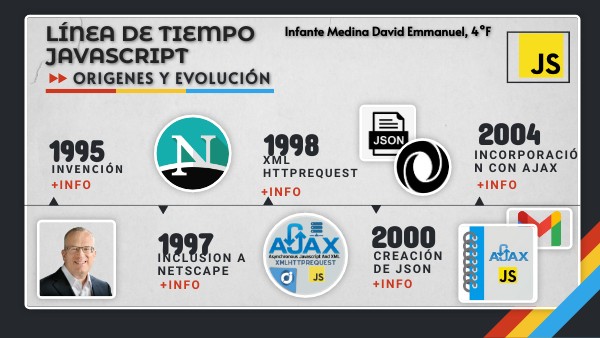 LÍNEA DE TIEMPO
JAVASCRIPT
ORIGENES Y EVOLUCIÓN
Infante Medina David Emmanuel, 4°F
JS
1995
INVENCIÓN
+INFO
N
1998
XML
HTTPREQUEST
+INFO
JSON
2004
INCORPORACIÓ
N CON AJAX
+INFO
1997
INCLUSION A
NETSCAPE
+INFO
AJAX
Asynchronous Javascript And XML
XMLHTTPREQUEST
JS
2000
CREACIÓN
DE JSON
+INFO
AJAX
JS